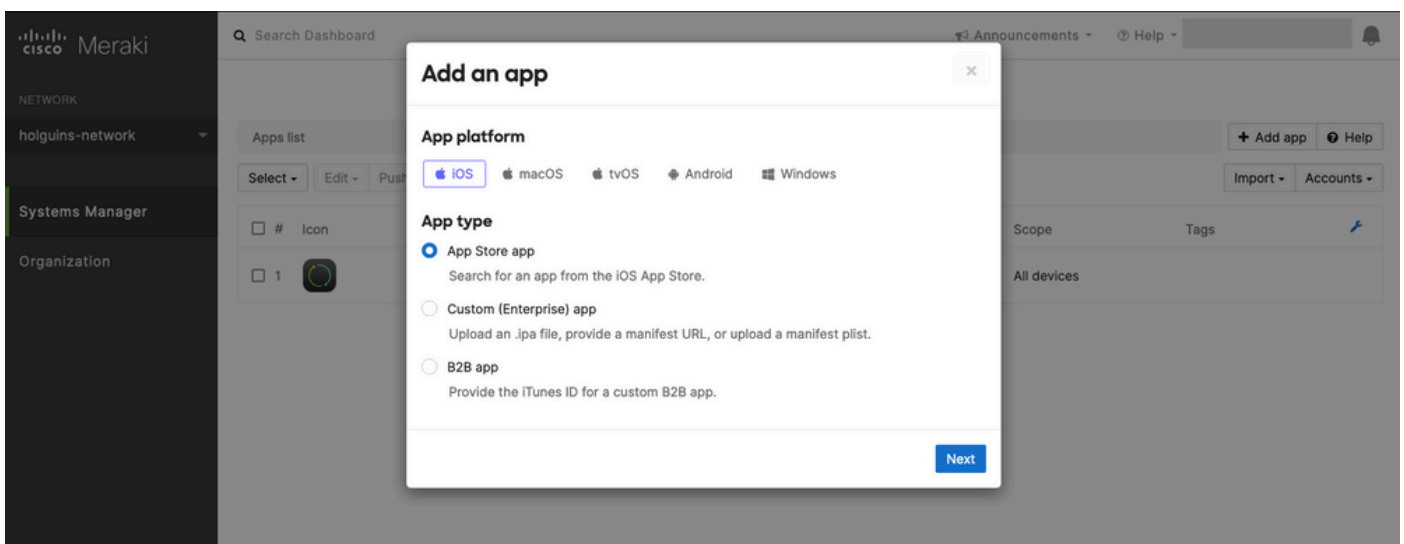 cisco Meraki
Search Dashboard
Announcements
Help
NETWORK
holguins-network
Systems Manager
Organization
Apps list
+ Add app
Help
Select
Edit
Push
Import
Accounts
# Icon
Scope
Tags
1
All devices
Add an app
×
App platform
iOS macOS tvOS Android Windows
App type
App Store app
Search for an app from the iOS App Store.
Custom (Enterprise) app
Upload an .ipa file, provide a manifest URL, or upload a manifest plist.
B2B app
Provide the iTunes ID for a custom B2B app.
Next